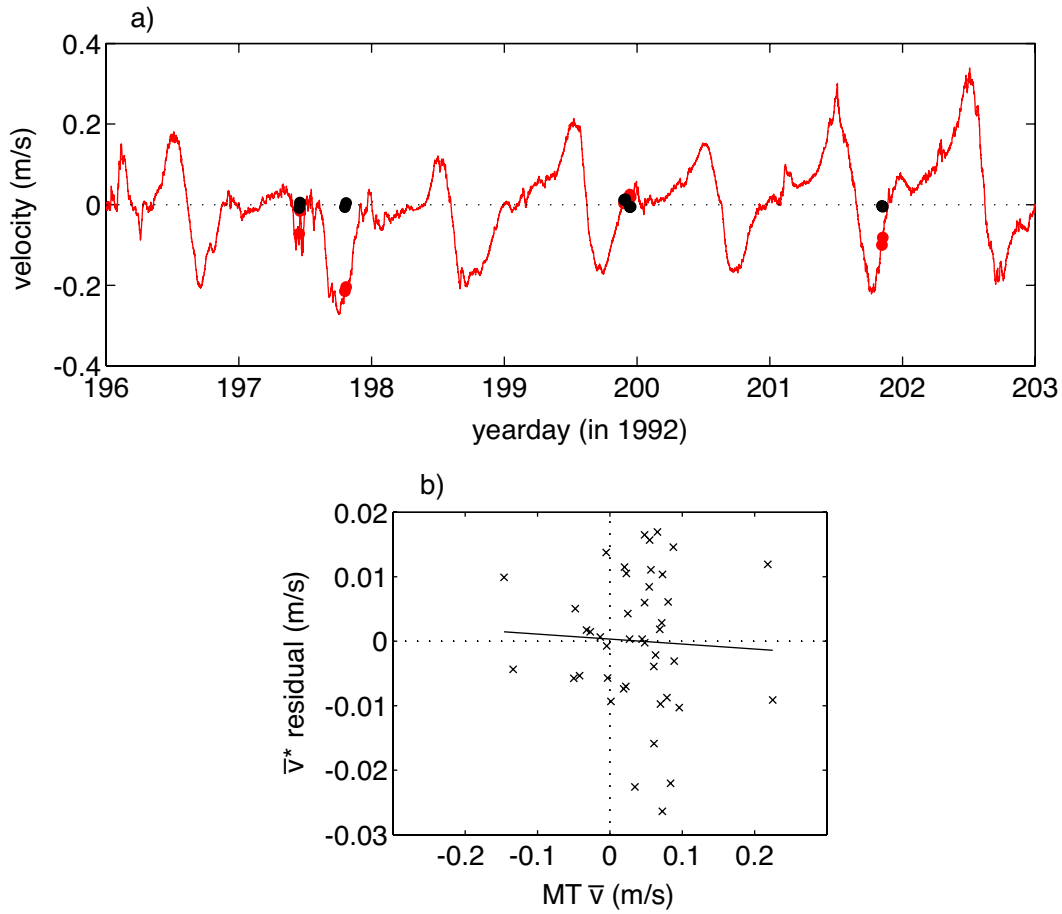 a)
velocity (m/s)
0.4
0.2
0
-0.2
-0.4
196 197 198 199 200 201 202 203
yearday (in 1992)
b)
v̅* residual (m/s)
0.02
0.01
0
-0.01
-0.02
-0.03
-0.2 -0.1 0 0.1 0.2
MT v̅ (m/s)